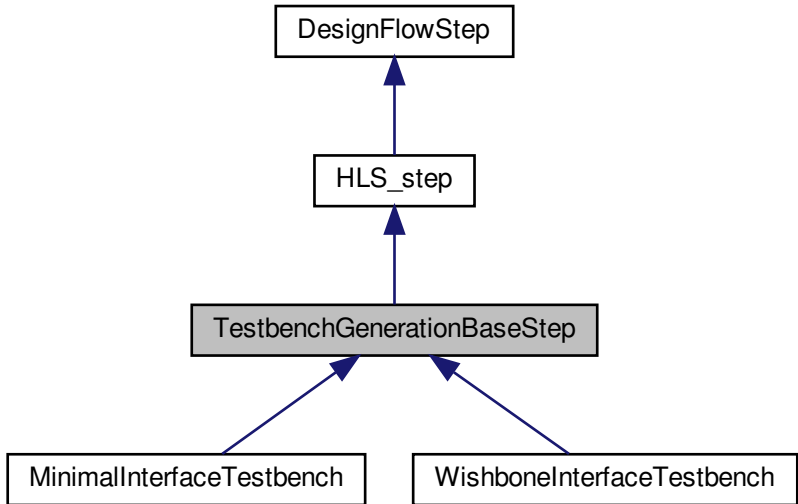 DesignFlowStep
HLS_step
TestbenchGenerationBaseStep
MinimalInterfaceTestbench
WishboneInterfaceTestbench